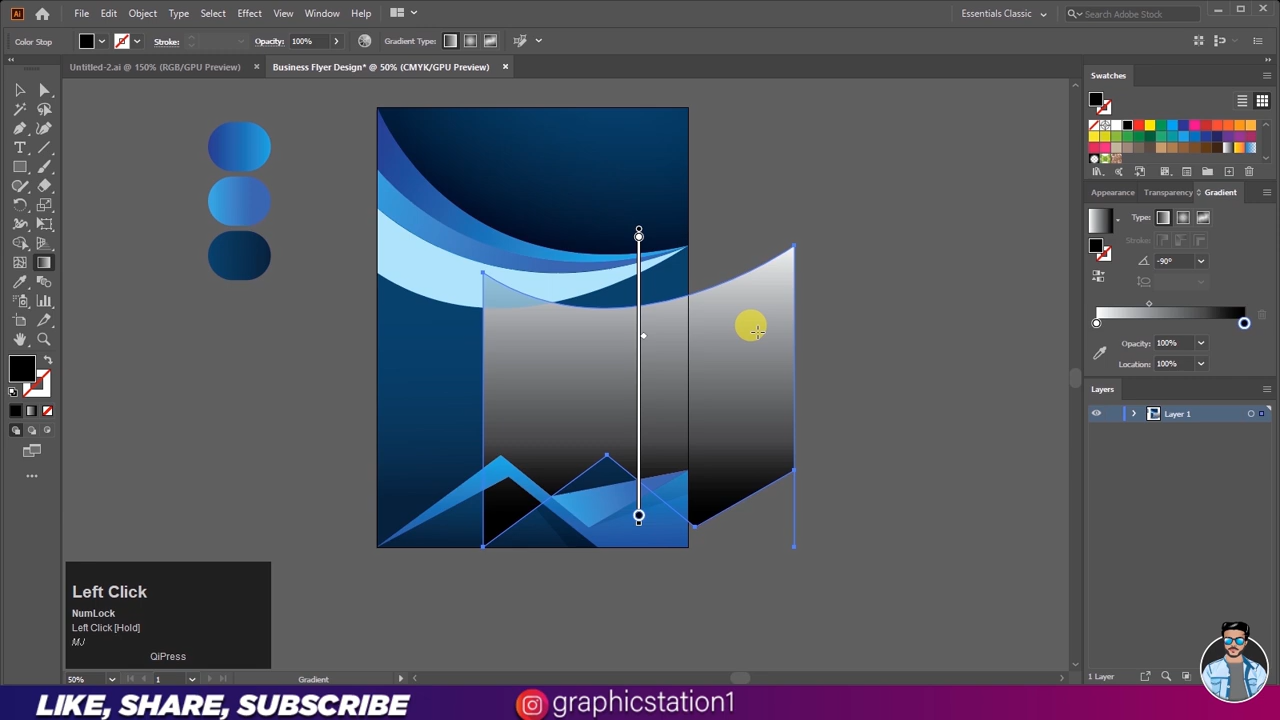 Ai File Edit Object Type Select Effect View Window Help Essentials Classic Search Adobe Stock
Color Stop Stroke: Opacity: 100% Gradient Type:
Untitled-2.ai @ 150% (RGB/GPU Preview) × Business Flyer Design* @ 50% (CMYK/GPU Preview) ×
Swatches
Appearance Transparency Gradient
Type:
Stroke:
-90°
Opacity: 100%
Location: 100%
Layers
Layer 1
Left Click
NumLock
Left Click [Hold]
MJ
QiPress
50% 1 Gradient 1 Layer
LIKE, SHARE, SUBSCRIBE graphicstation1